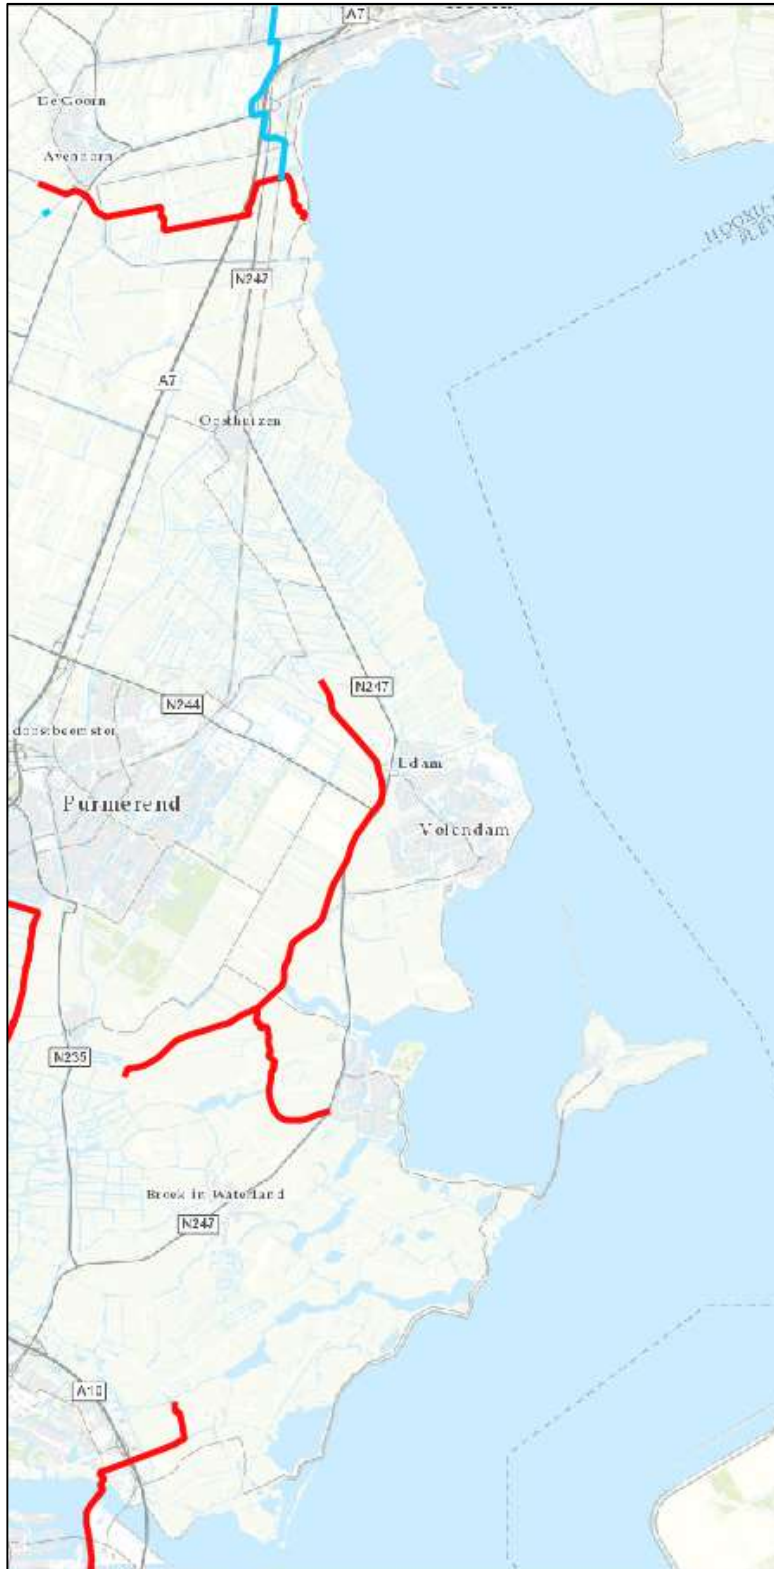 A7
De Goorn
Avenhorn
N247
A7
Oosthuizen
N247
N244
Edam
Purmerend
Volendam
N235
Broek in Waterland
N247
A10